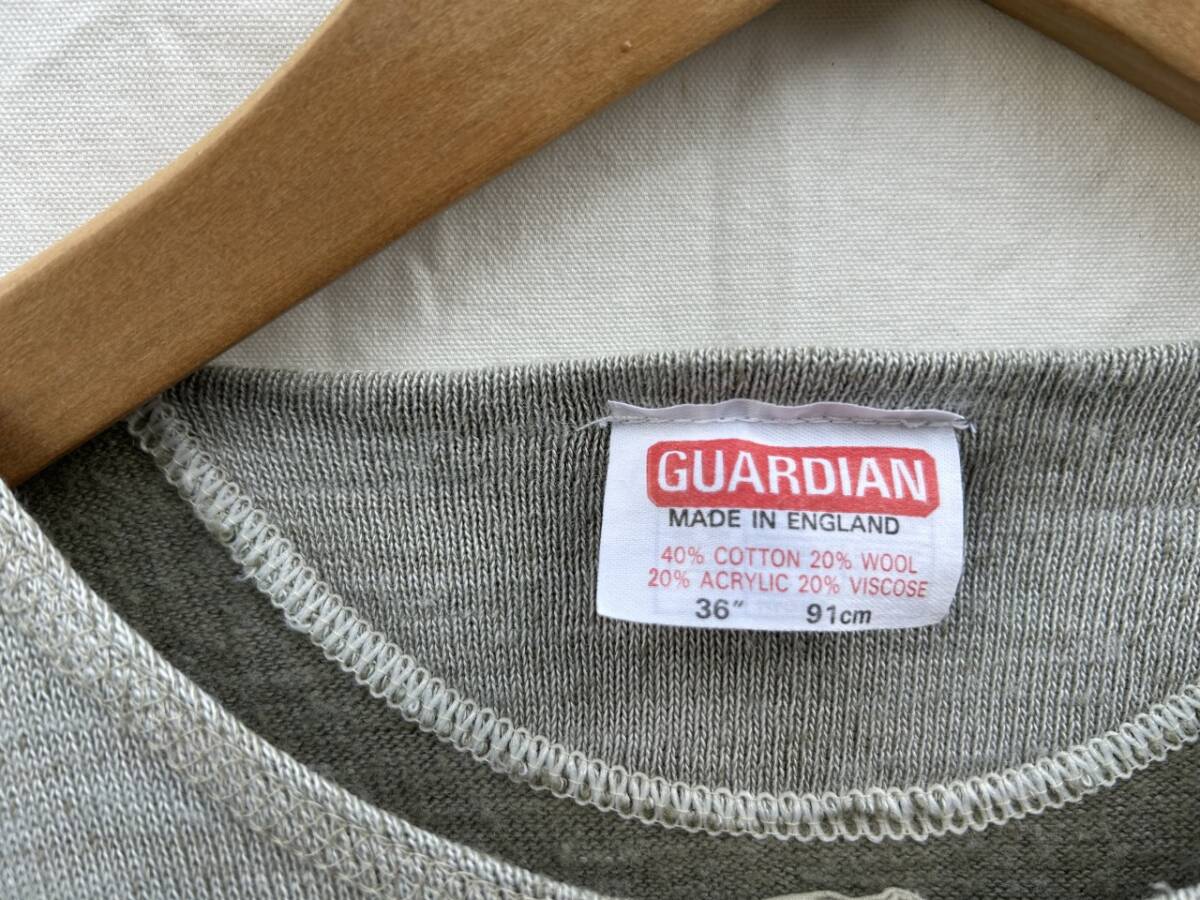 GUARDIAN
MADE IN ENGLAND
40% COTTON 20% WOOL
20% ACRYLIC 20% VISCOSE
36" 91cm